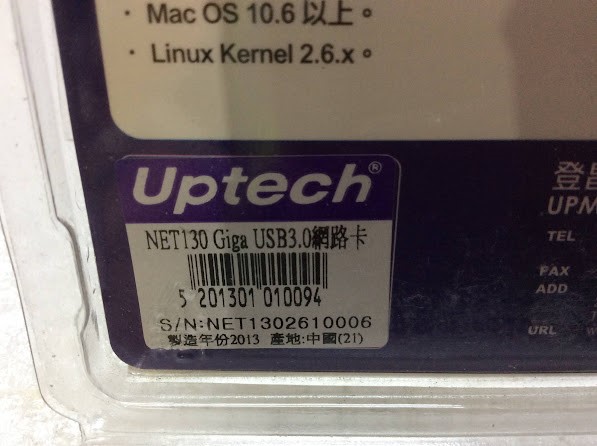 · Mac OS 10.6 以上。
· Linux Kernel 2.6.x。
Uptech®
NET130 Giga USB3.0網路卡
5 201301 010094
S/N:NET1302610006
製造年份2013 產地:中國(21)
登
UPM
TEL
FAX
ADD
URL